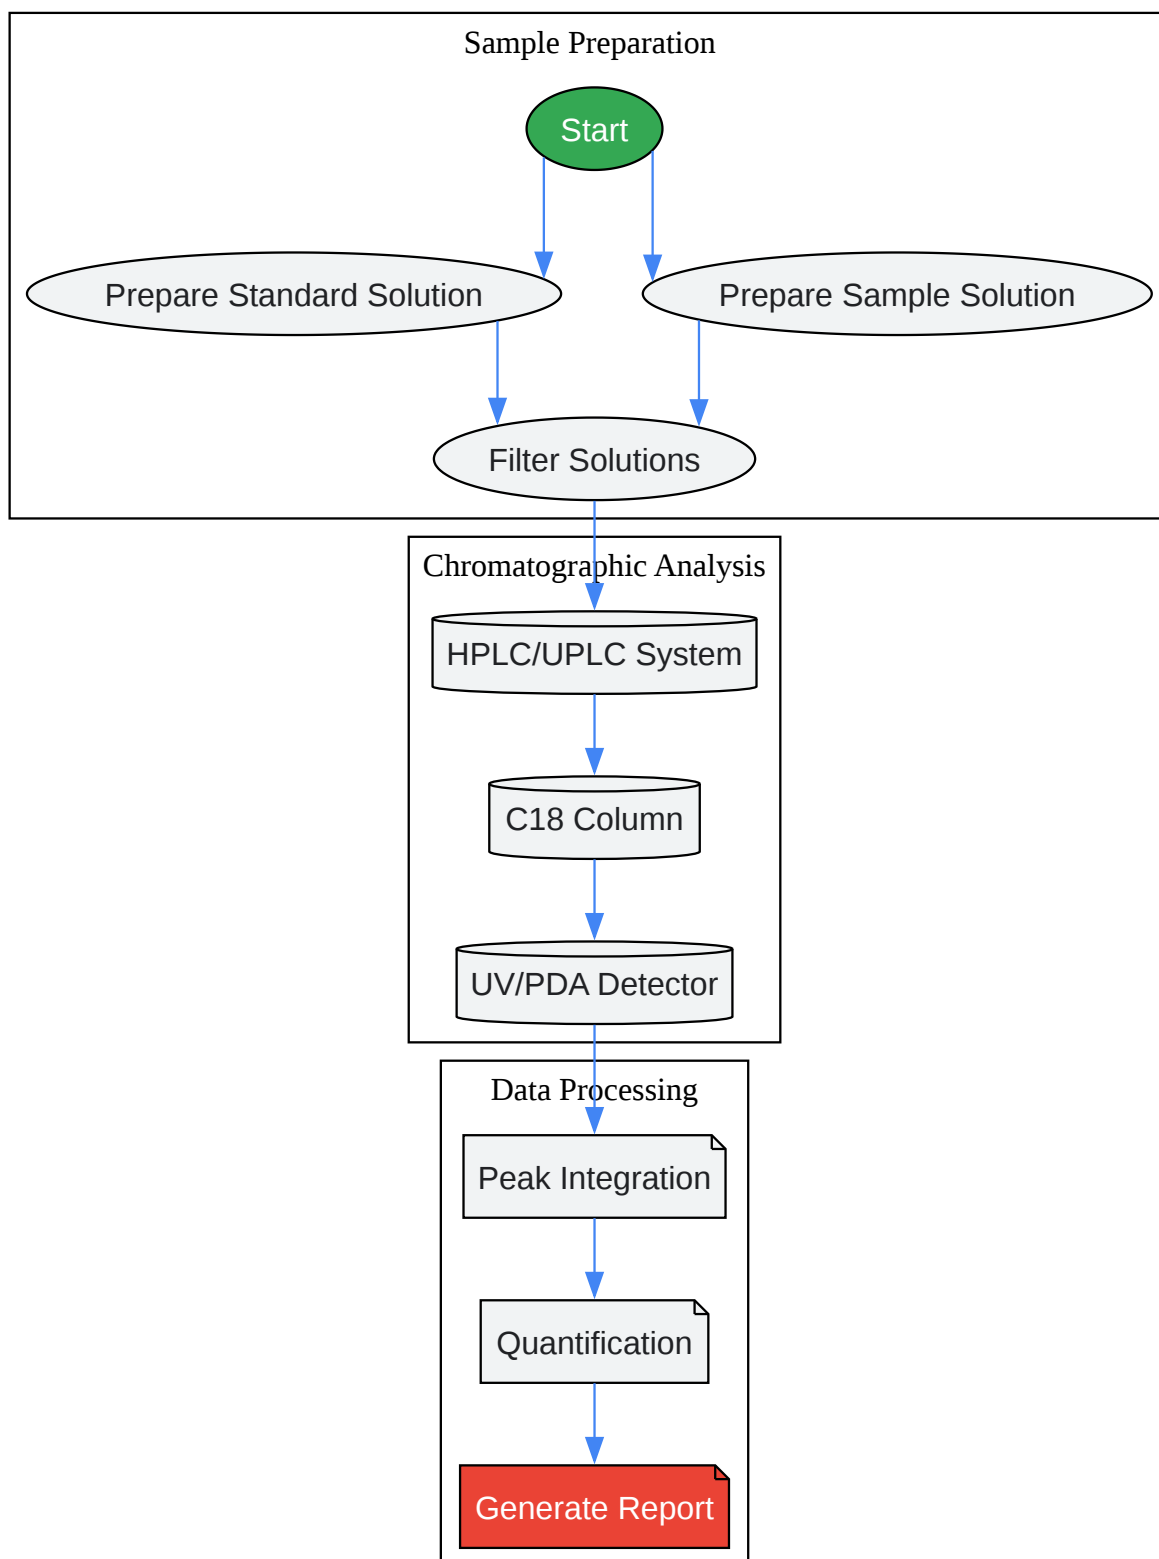 Sample Preparation
Start
Prepare Standard Solution
Prepare Sample Solution
Filter Solutions
Chromatographic Analysis
HPLC/UPLC System
C18 Column
UV/PDA Detector
Data Processing
Peak Integration
Quantification
Generate Report